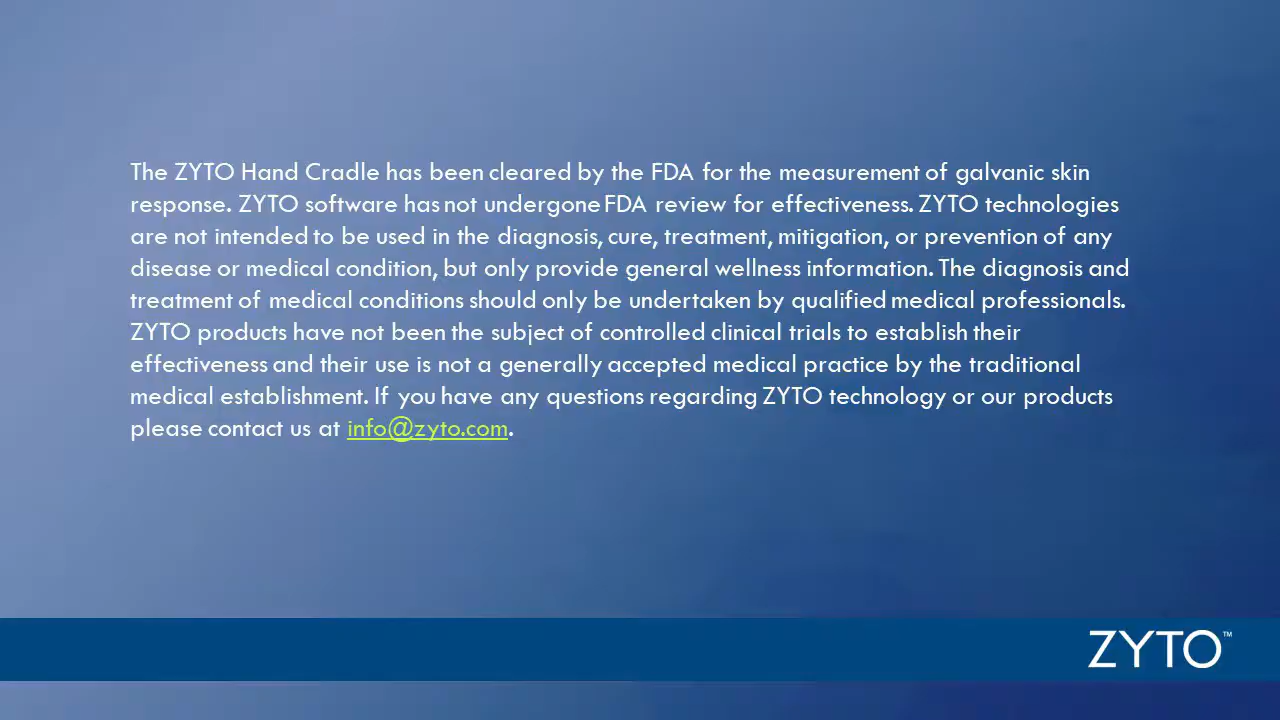 The ZYTO Hand Cradle has been cleared by the FDA for the measurement of galvanic skin
response. ZYTO software has not undergone FDA review for effectiveness. ZYTO technologies
are not intended to be used in the diagnosis, cure, treatment, mitigation, or prevention of any
disease or medical condition, but only provide general wellness information. The diagnosis and
treatment of medical conditions should only be undertaken by qualified medical professionals.
ZYTO products have not been the subject of controlled clinical trials to establish their
effectiveness and their use is not a generally accepted medical practice by the traditional
medical establishment. If you have any questions regarding ZYTO technology or our products
please contact us at info@zyto.com.
ZYTO™